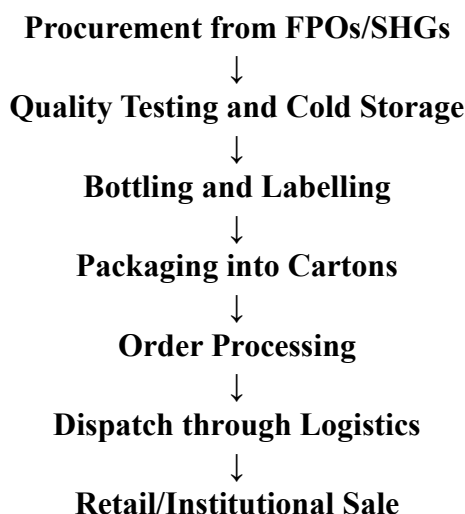 Procurement from FPOs/SHGs
↓
Quality Testing and Cold Storage
↓
Bottling and Labelling
↓
Packaging into Cartons
↓
Order Processing
↓
Dispatch through Logistics
↓
Retail/Institutional Sale